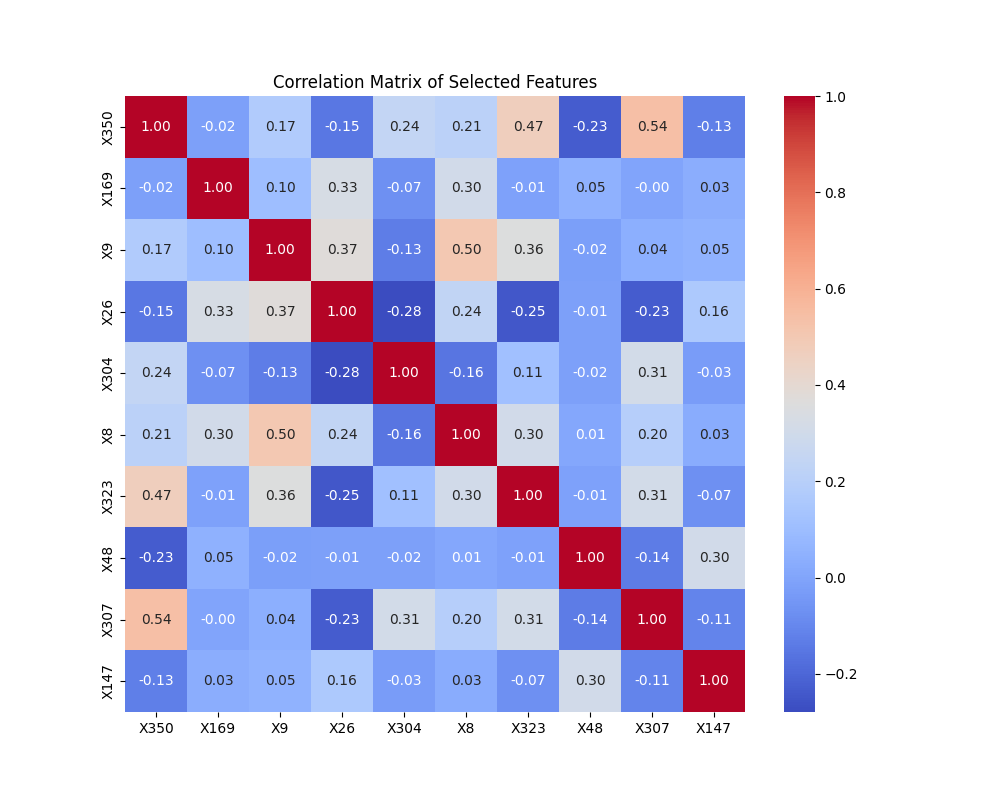 Correlation Matrix of Selected Features
X350 1.00 -0.02 0.17 -0.15 0.24 0.21 0.47 -0.23 0.54 -0.13
X169 -0.02 1.00 0.10 0.33 -0.07 0.30 -0.01 0.05 -0.00 0.03
X9 0.17 0.10 1.00 0.37 -0.13 0.50 0.36 -0.02 0.04 0.05
X26 -0.15 0.33 0.37 1.00 -0.28 0.24 -0.25 -0.01 -0.23 0.16
X304 0.24 -0.07 -0.13 -0.28 1.00 -0.16 0.11 -0.02 0.31 -0.03
X8 0.21 0.30 0.50 0.24 -0.16 1.00 0.30 0.01 0.20 0.03
X323 0.47 -0.01 0.36 -0.25 0.11 0.30 1.00 -0.01 0.31 -0.07
X48 -0.23 0.05 -0.02 -0.01 -0.02 0.01 -0.01 1.00 -0.14 0.30
X307 0.54 -0.00 0.04 -0.23 0.31 0.20 0.31 -0.14 1.00 -0.11
X147 -0.13 0.03 0.05 0.16 -0.03 0.03 -0.07 0.30 -0.11 1.00
X350 X169 X9 X26 X304 X8 X323 X48 X307 X147
1.0
0.8
0.6
0.4
0.2
0.0
−0.2